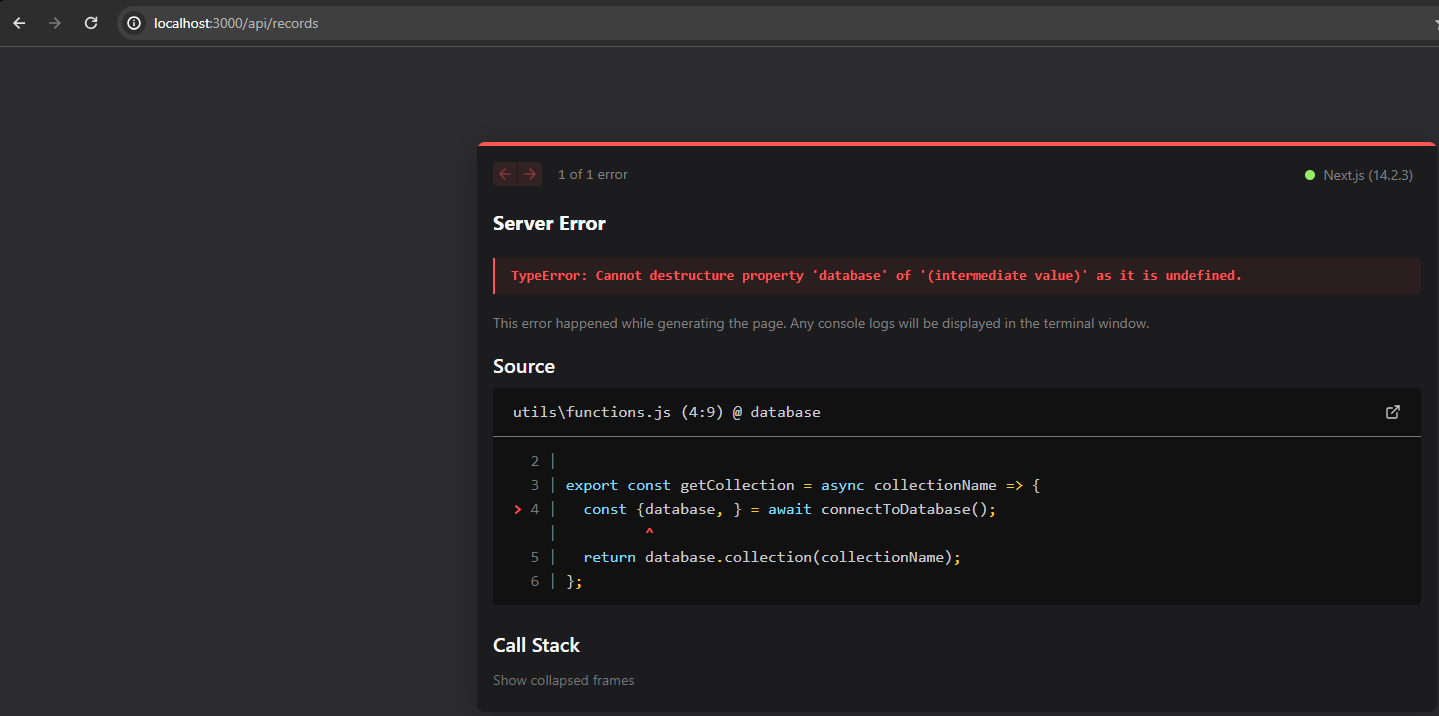 localhost:3000/api/records
1 of 1 error
Next.js (14.2.3)
Server Error
TypeError: Cannot destructure property 'database' of '(intermediate value)' as it is undefined.
This error happened while generating the page. Any console logs will be displayed in the terminal window.
Source
utils\functions.js (4:9) @ database
2 |
3 | export const getCollection = async collectionName => {
> 4 |   const {database, } = await connectToDatabase();
|          ^
5 |   return database.collection(collectionName);
6 | };
Call Stack
Show collapsed frames